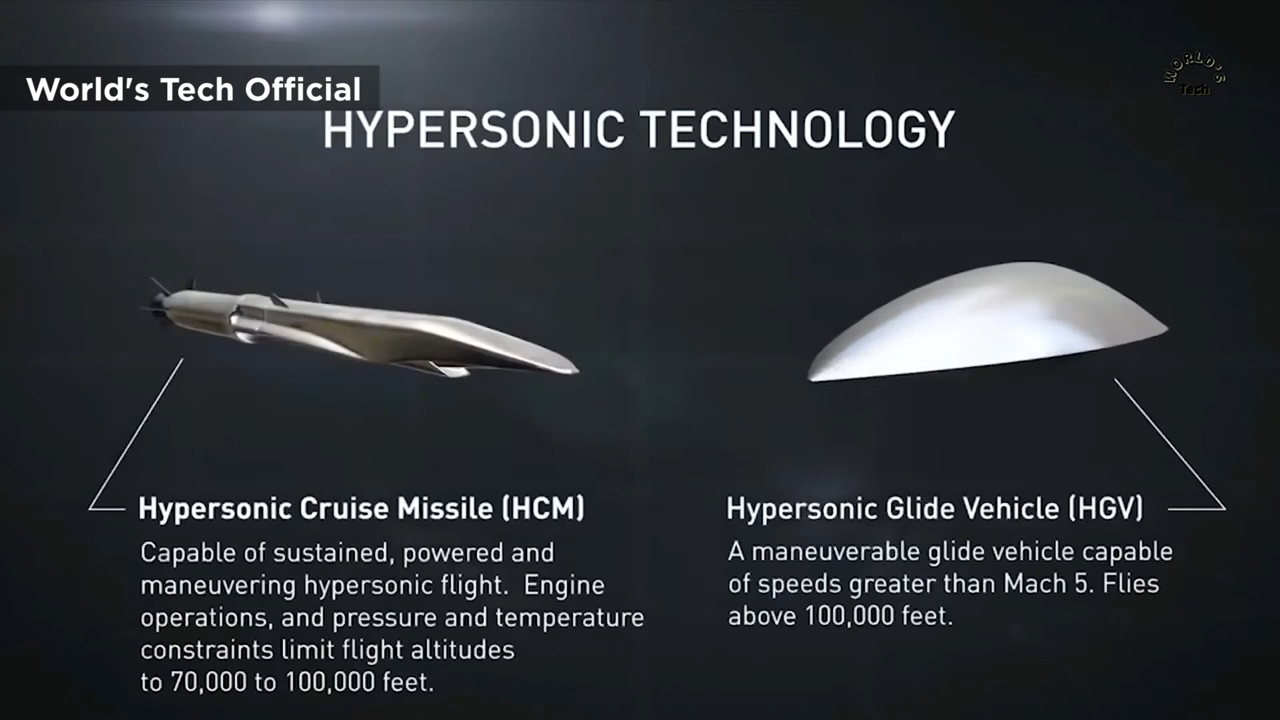 World's Tech Official
WORLD'S
Tech
HYPERSONIC TECHNOLOGY
Hypersonic Cruise Missile (HCM)
Capable of sustained, powered and
maneuvering hypersonic flight.  Engine
operations, and pressure and temperature
constraints limit flight altitudes
to 70,000 to 100,000 feet.
Hypersonic Glide Vehicle (HGV)
A maneuverable glide vehicle capable
of speeds greater than Mach 5. Flies
above 100,000 feet.